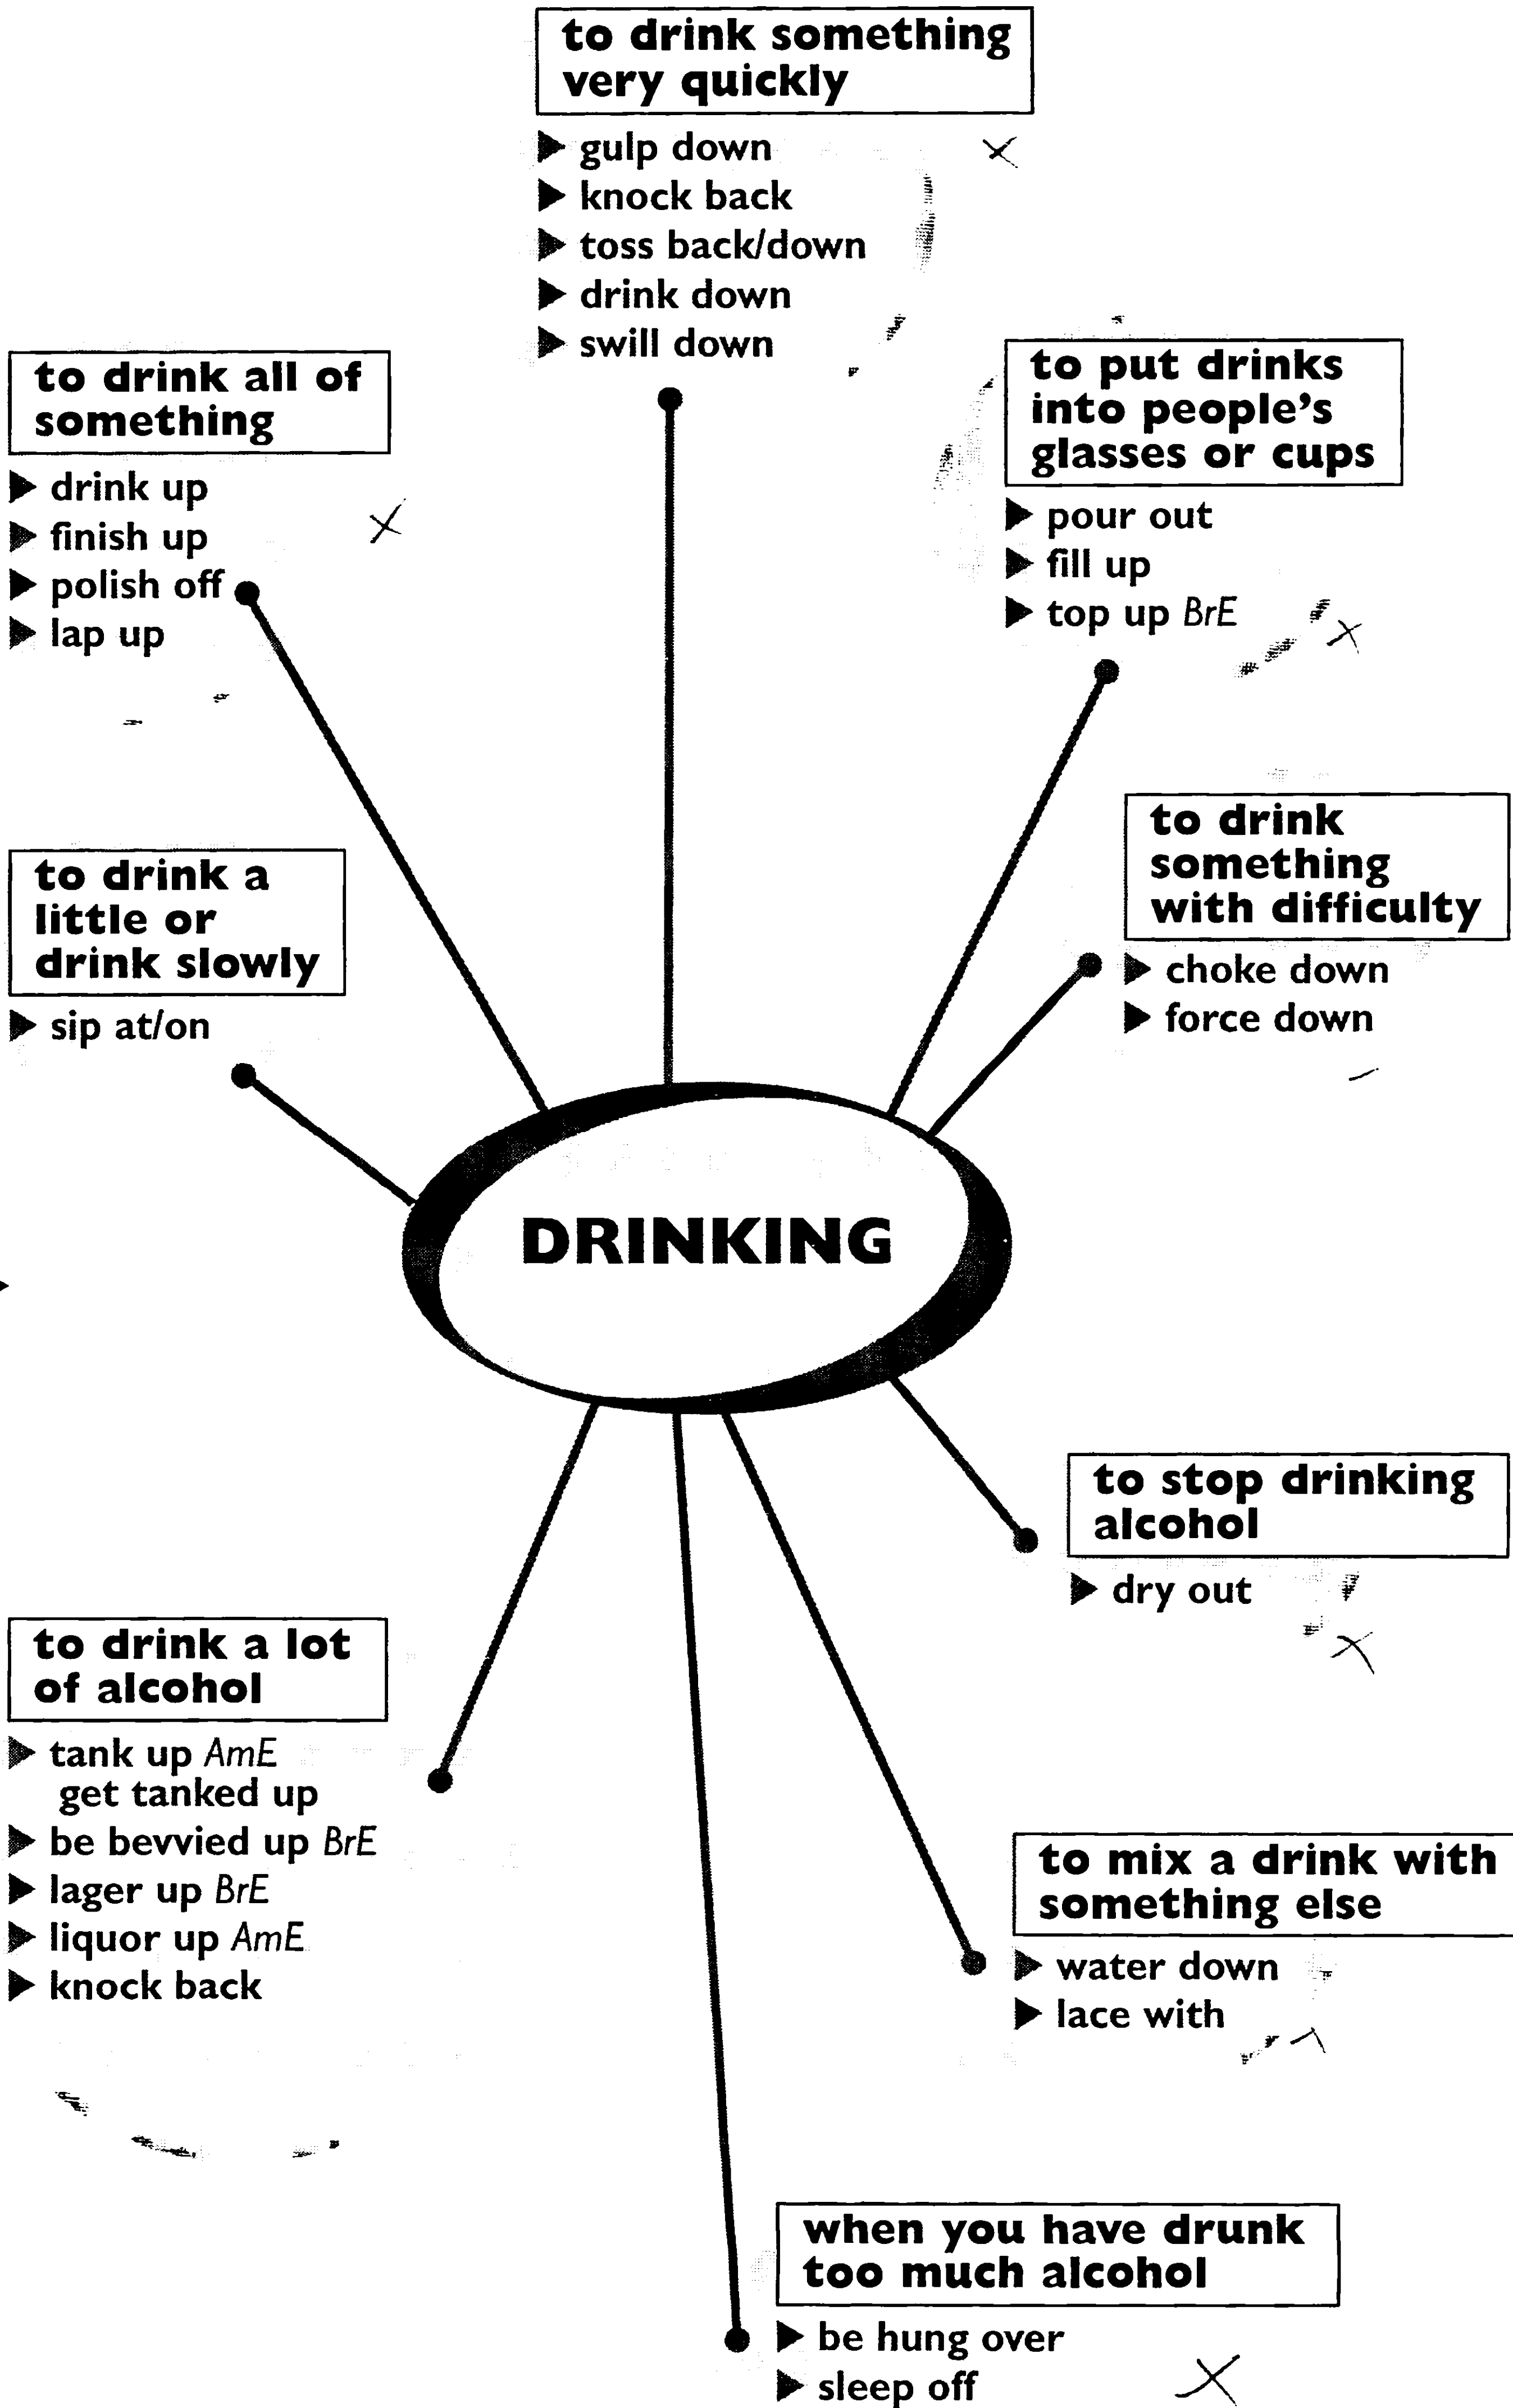 to drink something
very quickly
▶ gulp down
▶ knock back
▶ toss back/down
▶ drink down
▶ swill down
to drink all of
something
▶ drink up
▶ finish up
▶ polish off
▶ lap up
to put drinks
into people's
glasses or cups
▶ pour out
▶ fill up
▶ top up BrE
to drink a
little or
drink slowly
▶ sip at/on
to drink
something
with difficulty
▶ choke down
▶ force down
DRINKING
to stop drinking
alcohol
▶ dry out
to drink a lot
of alcohol
▶ tank up AmE
get tanked up
▶ be bevvied up BrE
▶ lager up BrE
▶ liquor up AmE
▶ knock back
to mix a drink with
something else
▶ water down
▶ lace with
when you have drunk
too much alcohol
▶ be hung over
▶ sleep off